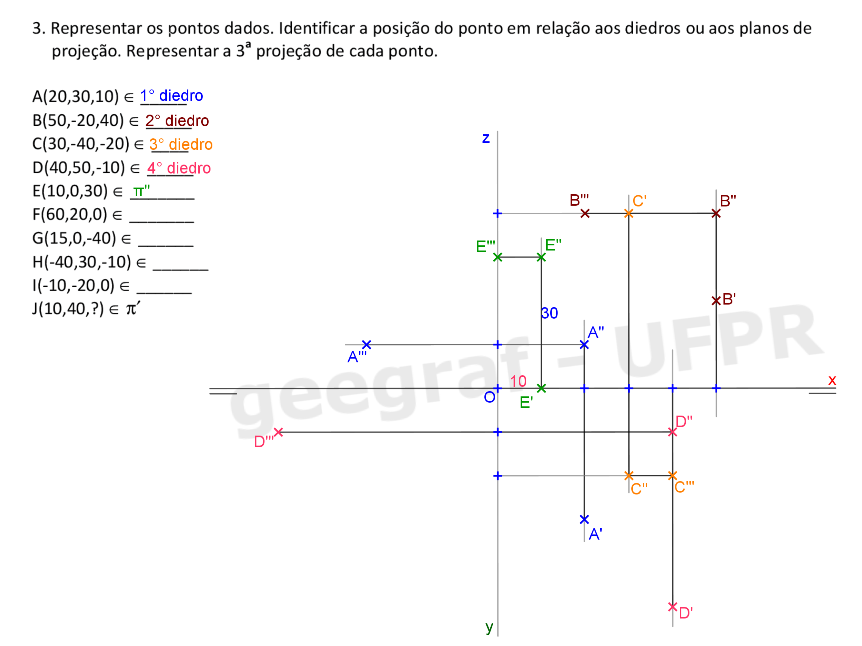 3. Representar os pontos dados. Identificar a posição do ponto em relação aos diedros ou aos planos de
projeção. Representar a 3ª projeção de cada ponto.
A(20,30,10) ∈ 1° diedro
B(50,-20,40) ∈ 2° diedro
C(30,-40,-20) ∈ 3° diedro
D(40,50,-10) ∈ 4° diedro
E(10,0,30) ∈ π"
F(60,20,0) ∈ _______
G(15,0,-40) ∈ ______
H(-40,30,-10) ∈ ______
I(-10,-20,0) ∈ ______
J(10,40,?) ∈ π′
z
B''' C' B"
E''' E"
B'
30
A"
A'''
geegraf - UFPR
10 x
O E'
D"
D'''
C" C'''
A'
D'
y